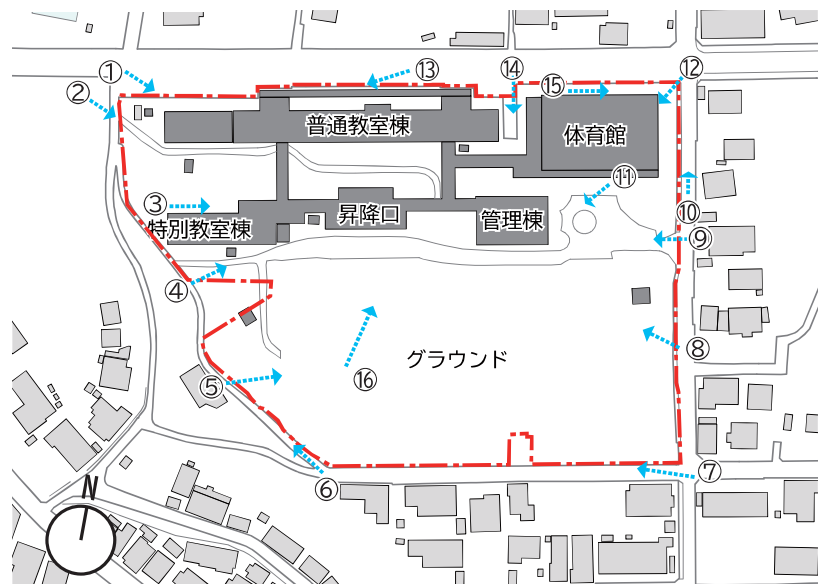 ①
⑬
⑭
⑫
②
⑮
普通教室棟
体育館
⑪
③
特別教室棟
昇降口
管理棟
⑩
⑨
④
⑧
グラウンド
⑤
⑯
⑦
⑥
N